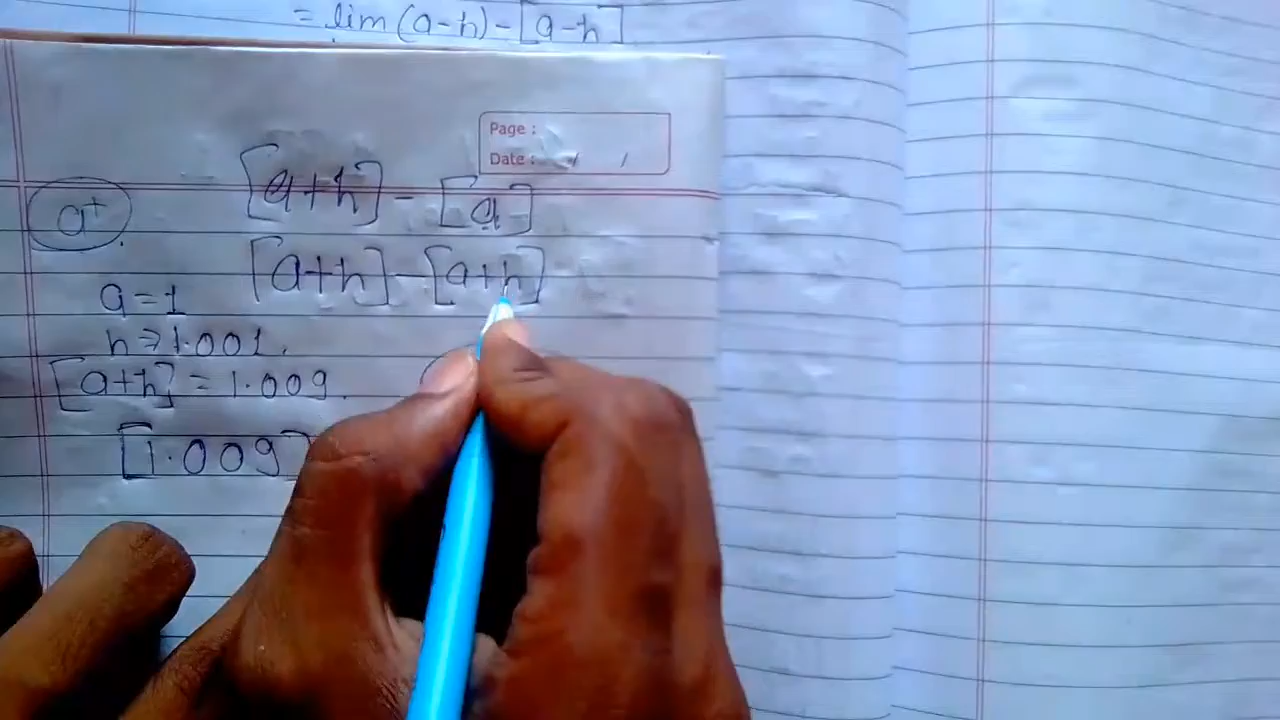 = lim (a-h) - [a-h]
Page :
Date : / /
[a+h] - [a]
a⁺
[a+h] - [a+h]
a = 1
h → 1.001.
[a+h] = 1.009.
[1.009]